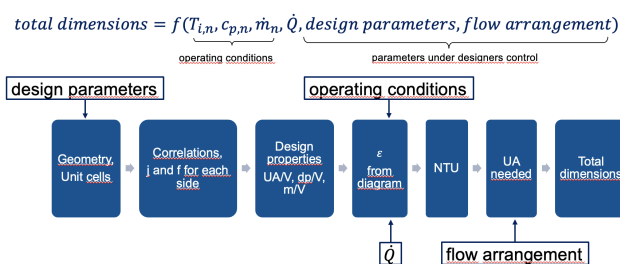 total dimensions = f(T_{i,n}, c_{p,n}, ṁ_n, Q̇, design parameters, flow arrangement)
operating conditions
parameters under designers control
design parameters
operating conditions
Geometry,
Unit cells
Correlations,
j and f for each
side
Design
properties
UA/V, dp/V,
m/V
ε
from
diagram
NTU
UA
needed
Total
dimensions
Q̇
flow arrangement